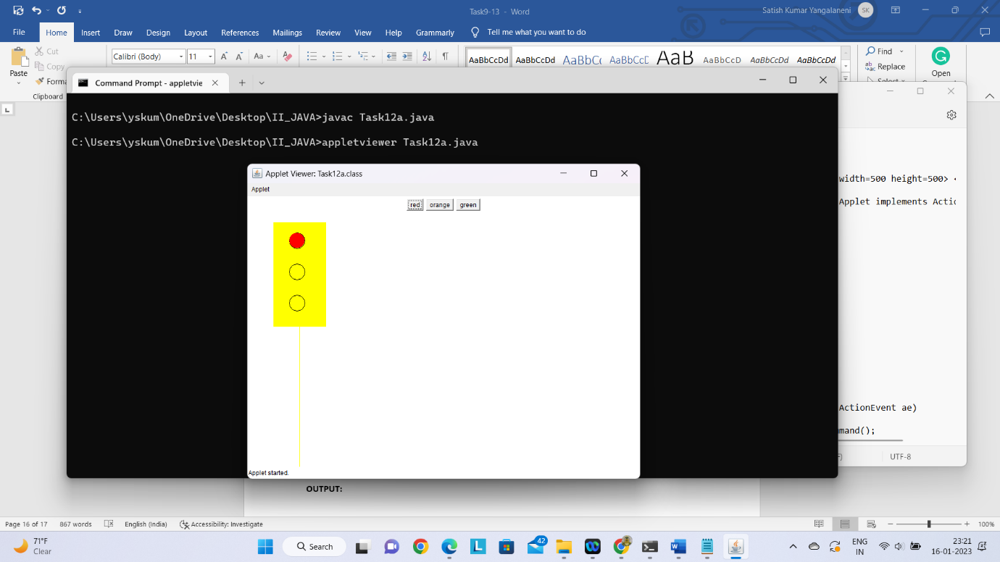 Task9-13 - Word
Satish Kumar Yangalaneni SK
File Home Insert Draw Design Layout References Mailings Review View Help Grammarly Tell me what you want to do
Cut
Copy
Paste
Clipboard
Calibri (Body) 11
AaBbCcDd AaBbCcDd AaBbCc AaBbCcD AaB AaBbCcD AaBbCcDd AaBbCcDd
Find
Replace
Select
Open
Command Prompt - appletvie
C:\Users\yskum\OneDrive\Desktop\II_JAVA>javac Task12a.java
C:\Users\yskum\OneDrive\Desktop\II_JAVA>appletviewer Task12a.java
Applet Viewer: Task12a.class
Applet
red orange green
Applet started.
width=500 height=500>
Applet implements Actio
ActionEvent ae)
mand();
UTF-8
OUTPUT:
Page 16 of 17 867 words English (India) Accessibility: Investigate 100%
71°F
Clear
Search
42
ENG
IN
23:21
16-01-2023